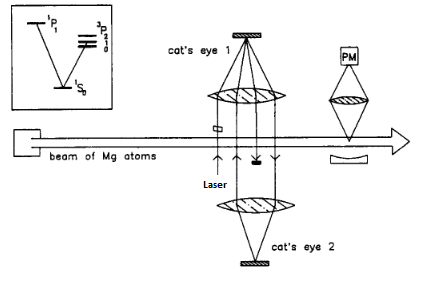 ¹P₁
³P₂
1
0
¹S₀
cat's eye 1
PM
beam of Mg atoms
Laser
cat's eye 2